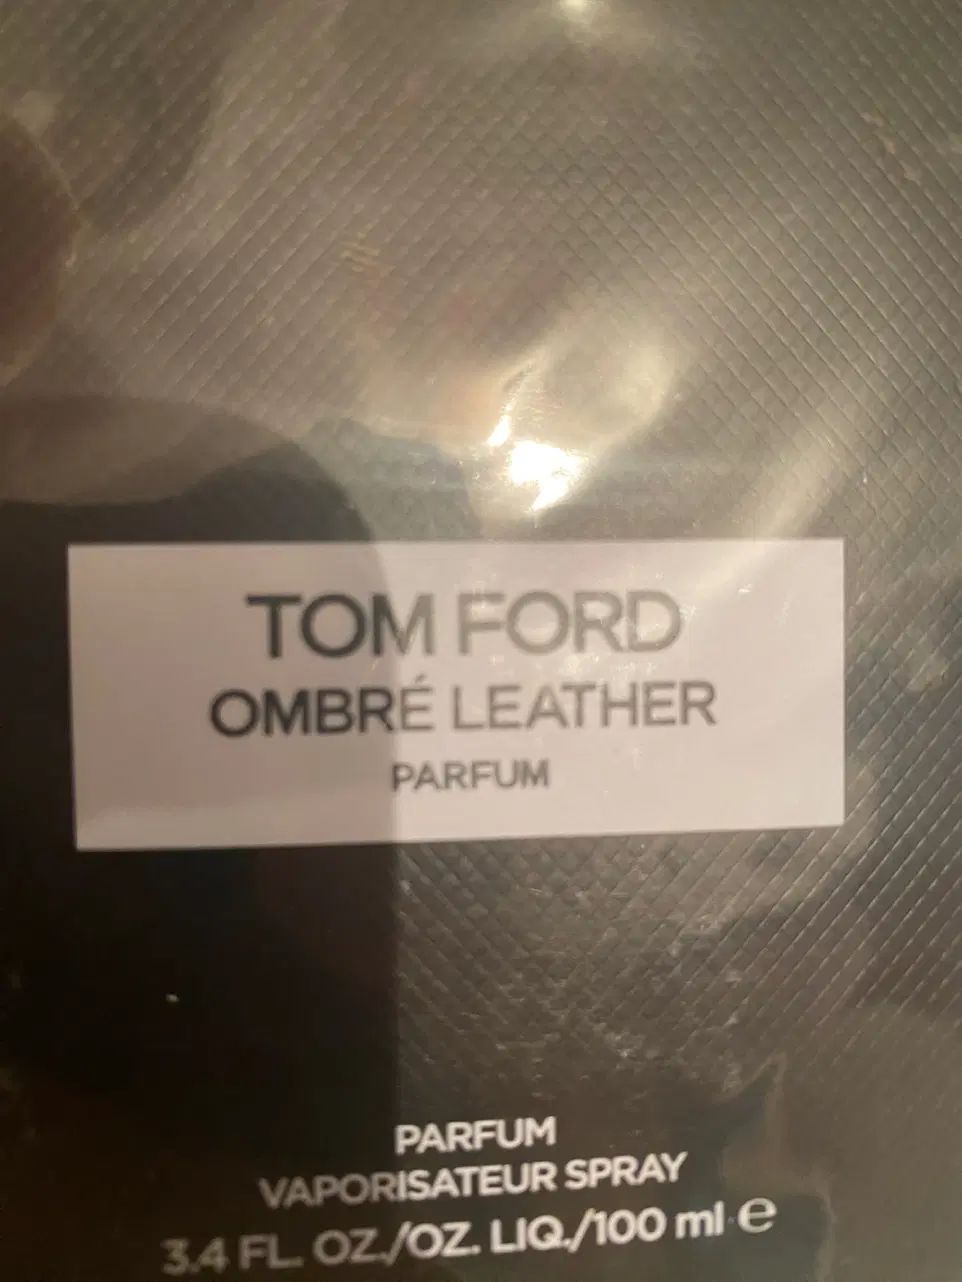 TOM FORD
OMBRÉ LEATHER
PARFUM
PARFUM
VAPORISATEUR SPRAY
3.4 FL. OZ./OZ. LIQ./100 ml ℮